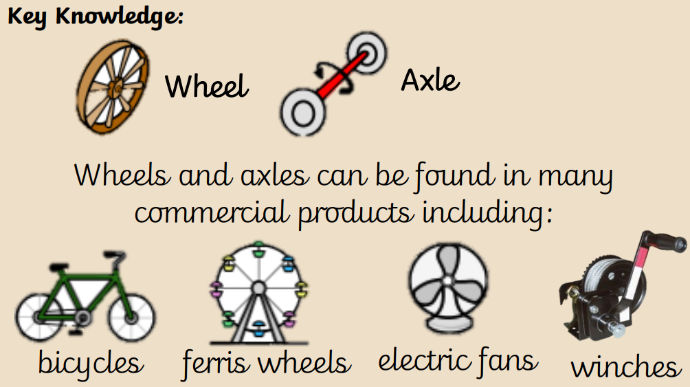 Key Knowledge:
Wheel
Axle
Wheels and axles can be found in many
commercial products including:
bicycles
ferris wheels
electric fans
winches